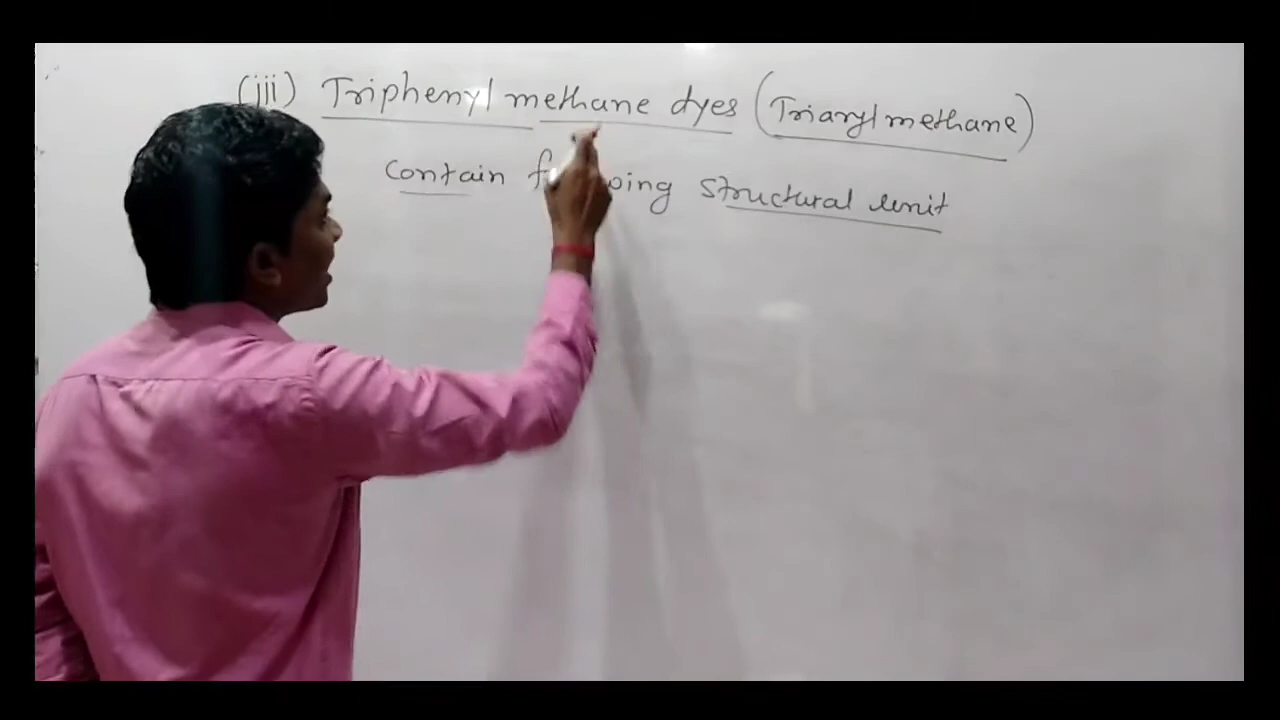 (iii) Triphenyl methane dyes (Triarylmethane)
contain structural unit